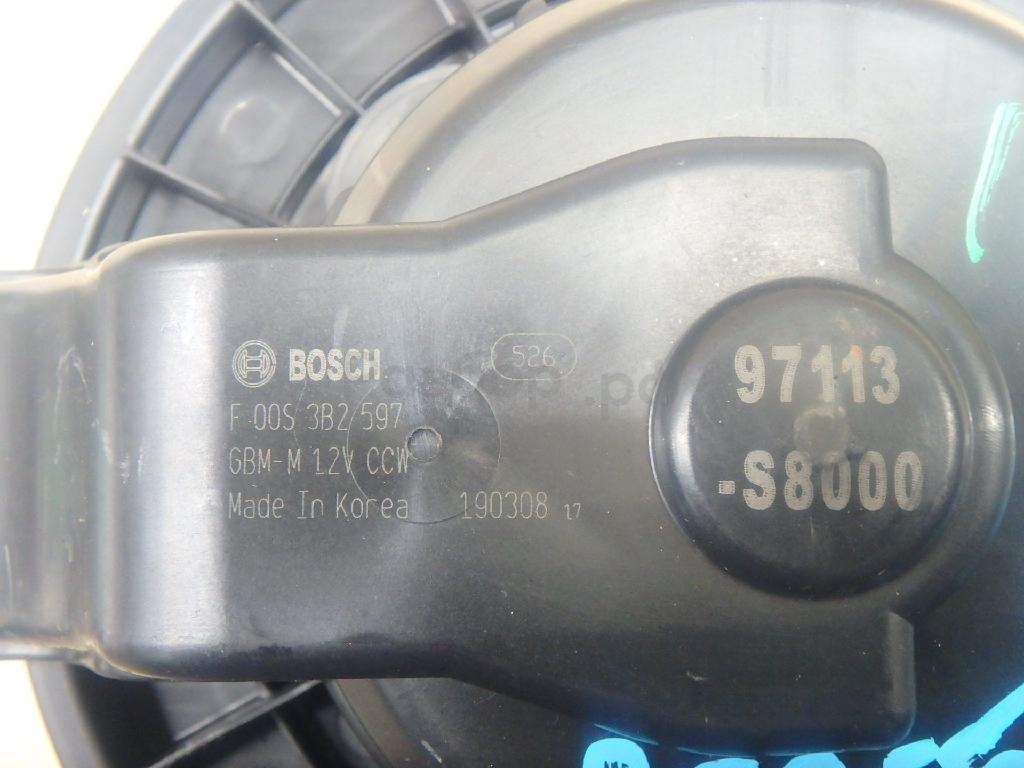 BOSCH
526
F 00S 3B2 597
GBM-M 12V CCW
Made In Korea 190308 17
97113
-S8000